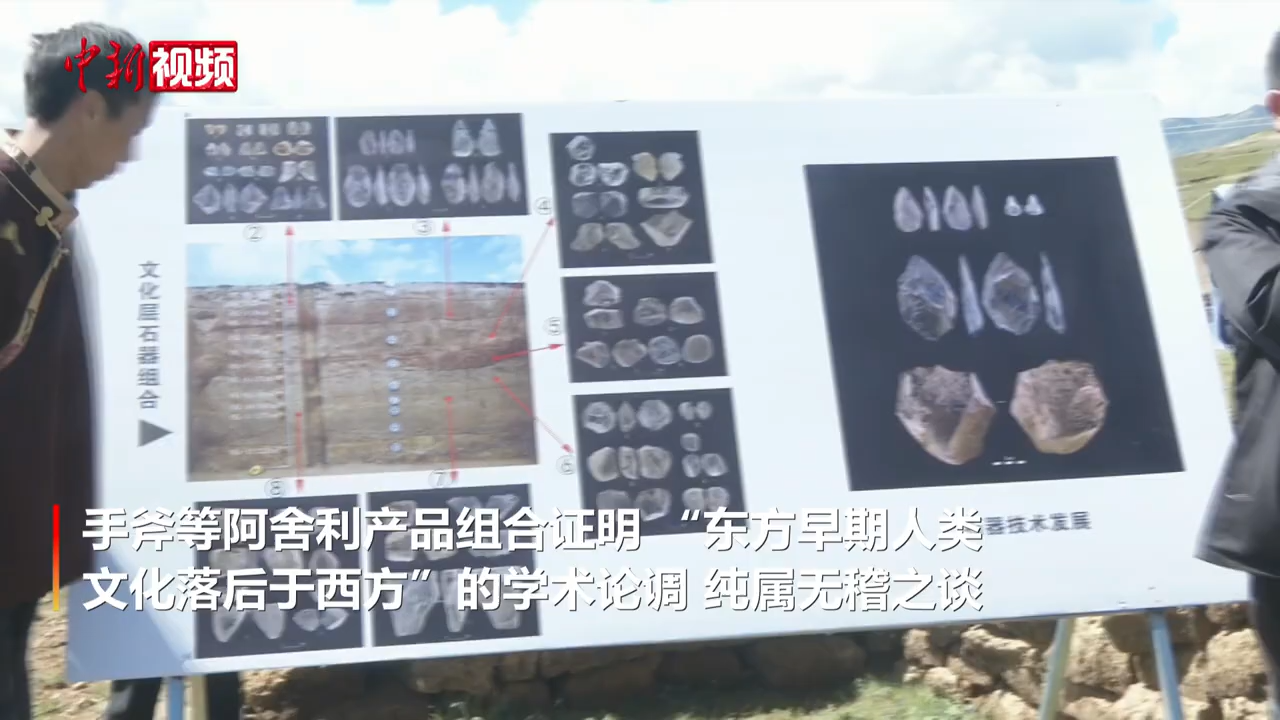 中新视频
②
③
④
⑤
⑥
⑦
⑧
文化层石器组合
器技术发展
手斧等阿舍利产品组合证明 “东方早期人类
文化落后于西方”的学术论调 纯属无稽之谈